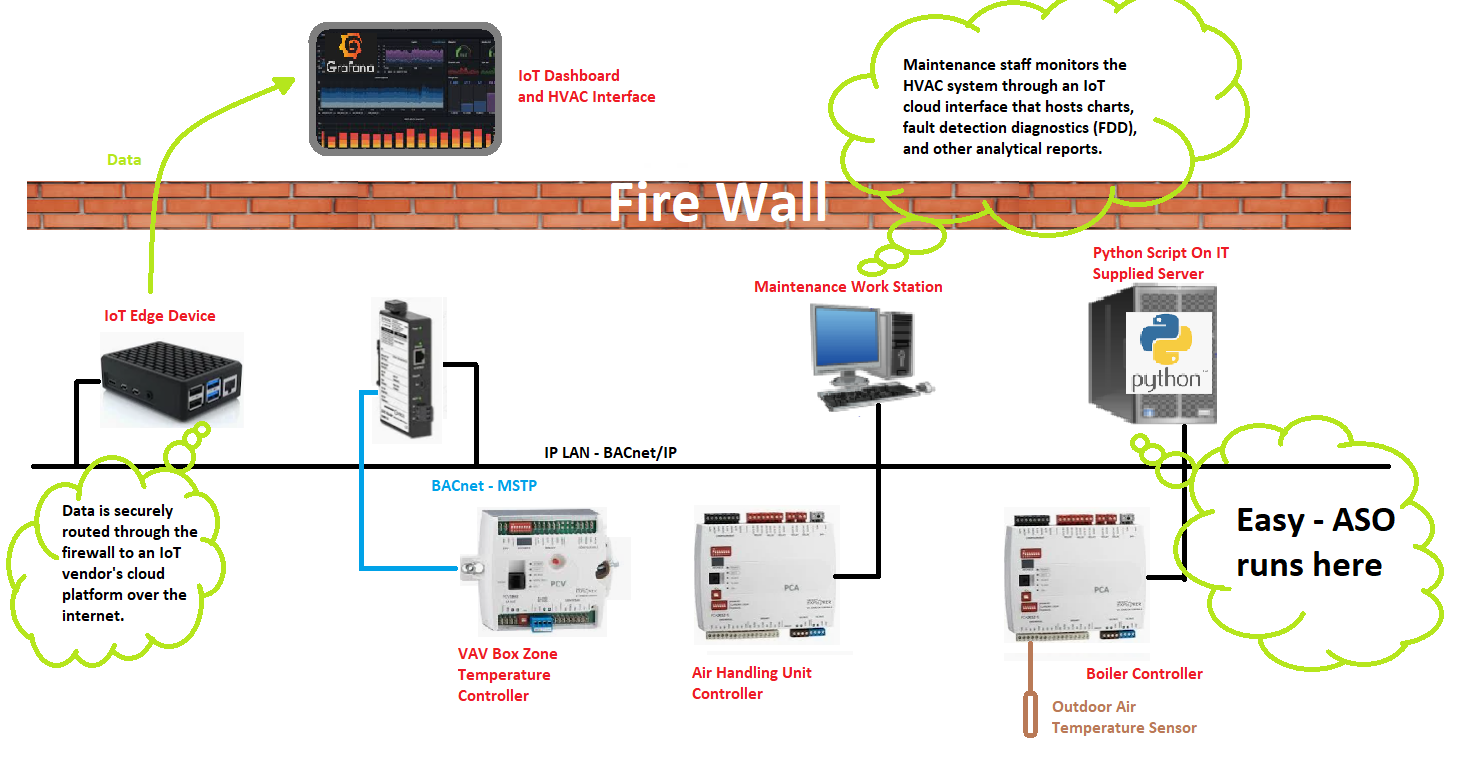 Grafana
IoT Dashboard
and HVAC Interface
Maintenance staff monitors the
HVAC system through an IoT
cloud interface that hosts charts,
fault detection diagnostics (FDD),
and other analytical reports.
Data
Fire Wall
Python Script On IT
Supplied Server
Maintenance Work Station
IoT Edge Device
python
IP LAN - BACnet/IP
BACnet - MSTP
Data is securely
routed through the
firewall to an IoT
vendor's cloud
platform over the
internet.
Easy - ASO
runs here
PCV
PCA
PCA
VAV Box Zone
Temperature
Controller
Air Handling Unit
Controller
Boiler Controller
Outdoor Air
Temperature Sensor